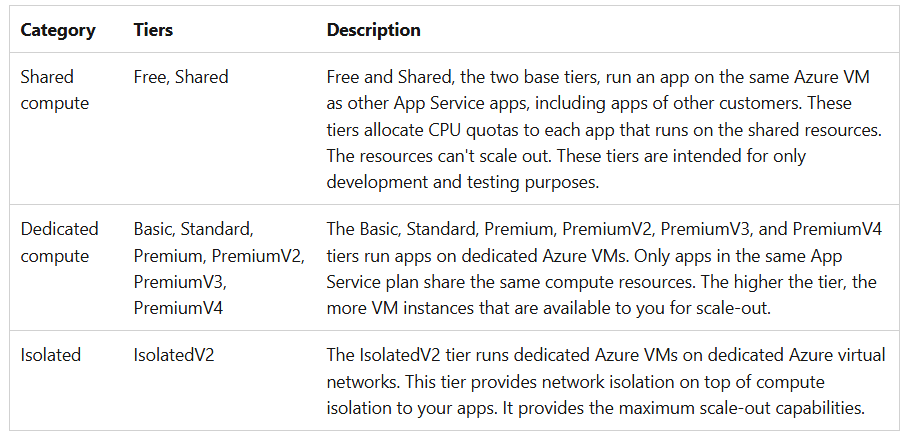 Category Tiers Description
Shared compute Free, Shared Free and Shared, the two base tiers, run an app on the same Azure VM
as other App Service apps, including apps of other customers. These
tiers allocate CPU quotas to each app that runs on the shared resources.
The resources can't scale out. These tiers are intended for only
development and testing purposes.
Dedicated compute Basic, Standard, Premium, PremiumV2, PremiumV3, PremiumV4 The Basic, Standard, Premium, PremiumV2, PremiumV3, and PremiumV4
tiers run apps on dedicated Azure VMs. Only apps in the same App
Service plan share the same compute resources. The higher the tier, the
more VM instances that are available to you for scale-out.
Isolated IsolatedV2 The IsolatedV2 tier runs dedicated Azure VMs on dedicated Azure virtual
networks. This tier provides network isolation on top of compute
isolation to your apps. It provides the maximum scale-out capabilities.